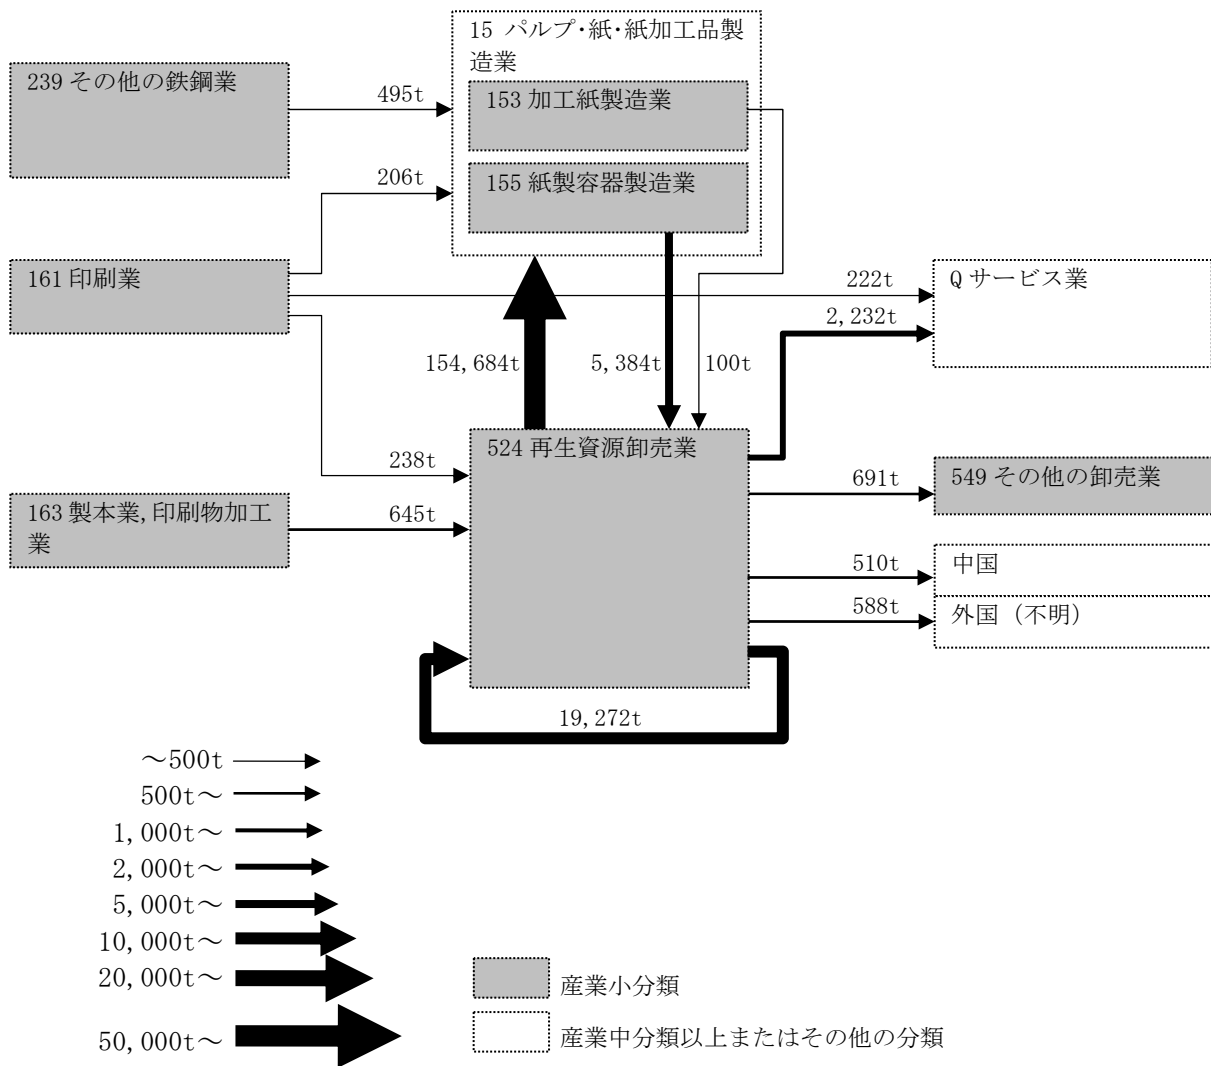 15 パルプ・紙・紙加工品製
造業
239 その他の鉄鋼業
495t
153 加工紙製造業
206t
155 紙製容器製造業
161 印刷業
222t
Q サービス業
2,232t
154,684t
5,384t
100t
524 再生資源卸売業
238t
691t
549 その他の卸売業
163 製本業,印刷物加工
業
645t
510t
中国
588t
外国（不明）
19,272t
～500t
500t～
1,000t～
2,000t～
5,000t～
10,000t～
20,000t～
50,000t～
産業小分類
産業中分類以上またはその他の分類